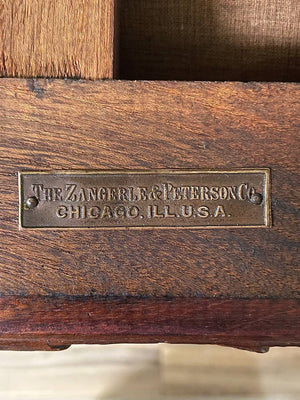 THE ZANGERLE & PETERSON CO.
CHICAGO, ILL. U.S.A.